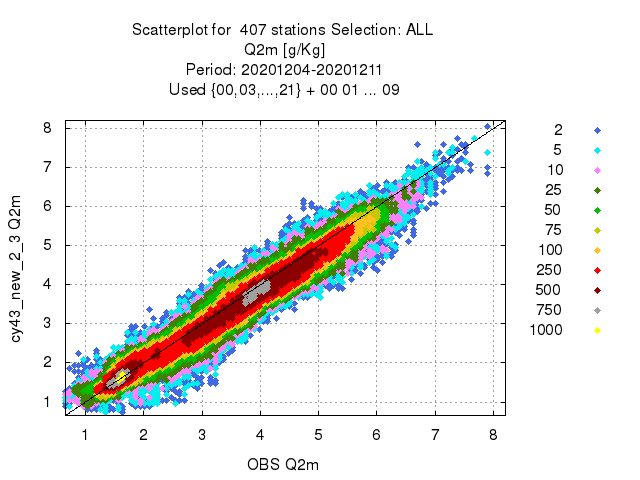 Scatterplot for 407 stations Selection: ALL
Q2m [g/Kg]
Period: 20201204-20201211
Used {00,03,...,21} + 00 01 ... 09
8
7
6
5
4
3
2
1
cy43_new_2_3 Q2m
1 2 3 4 5 6 7 8
OBS Q2m
2
5
10
25
50
75
100
250
500
750
1000